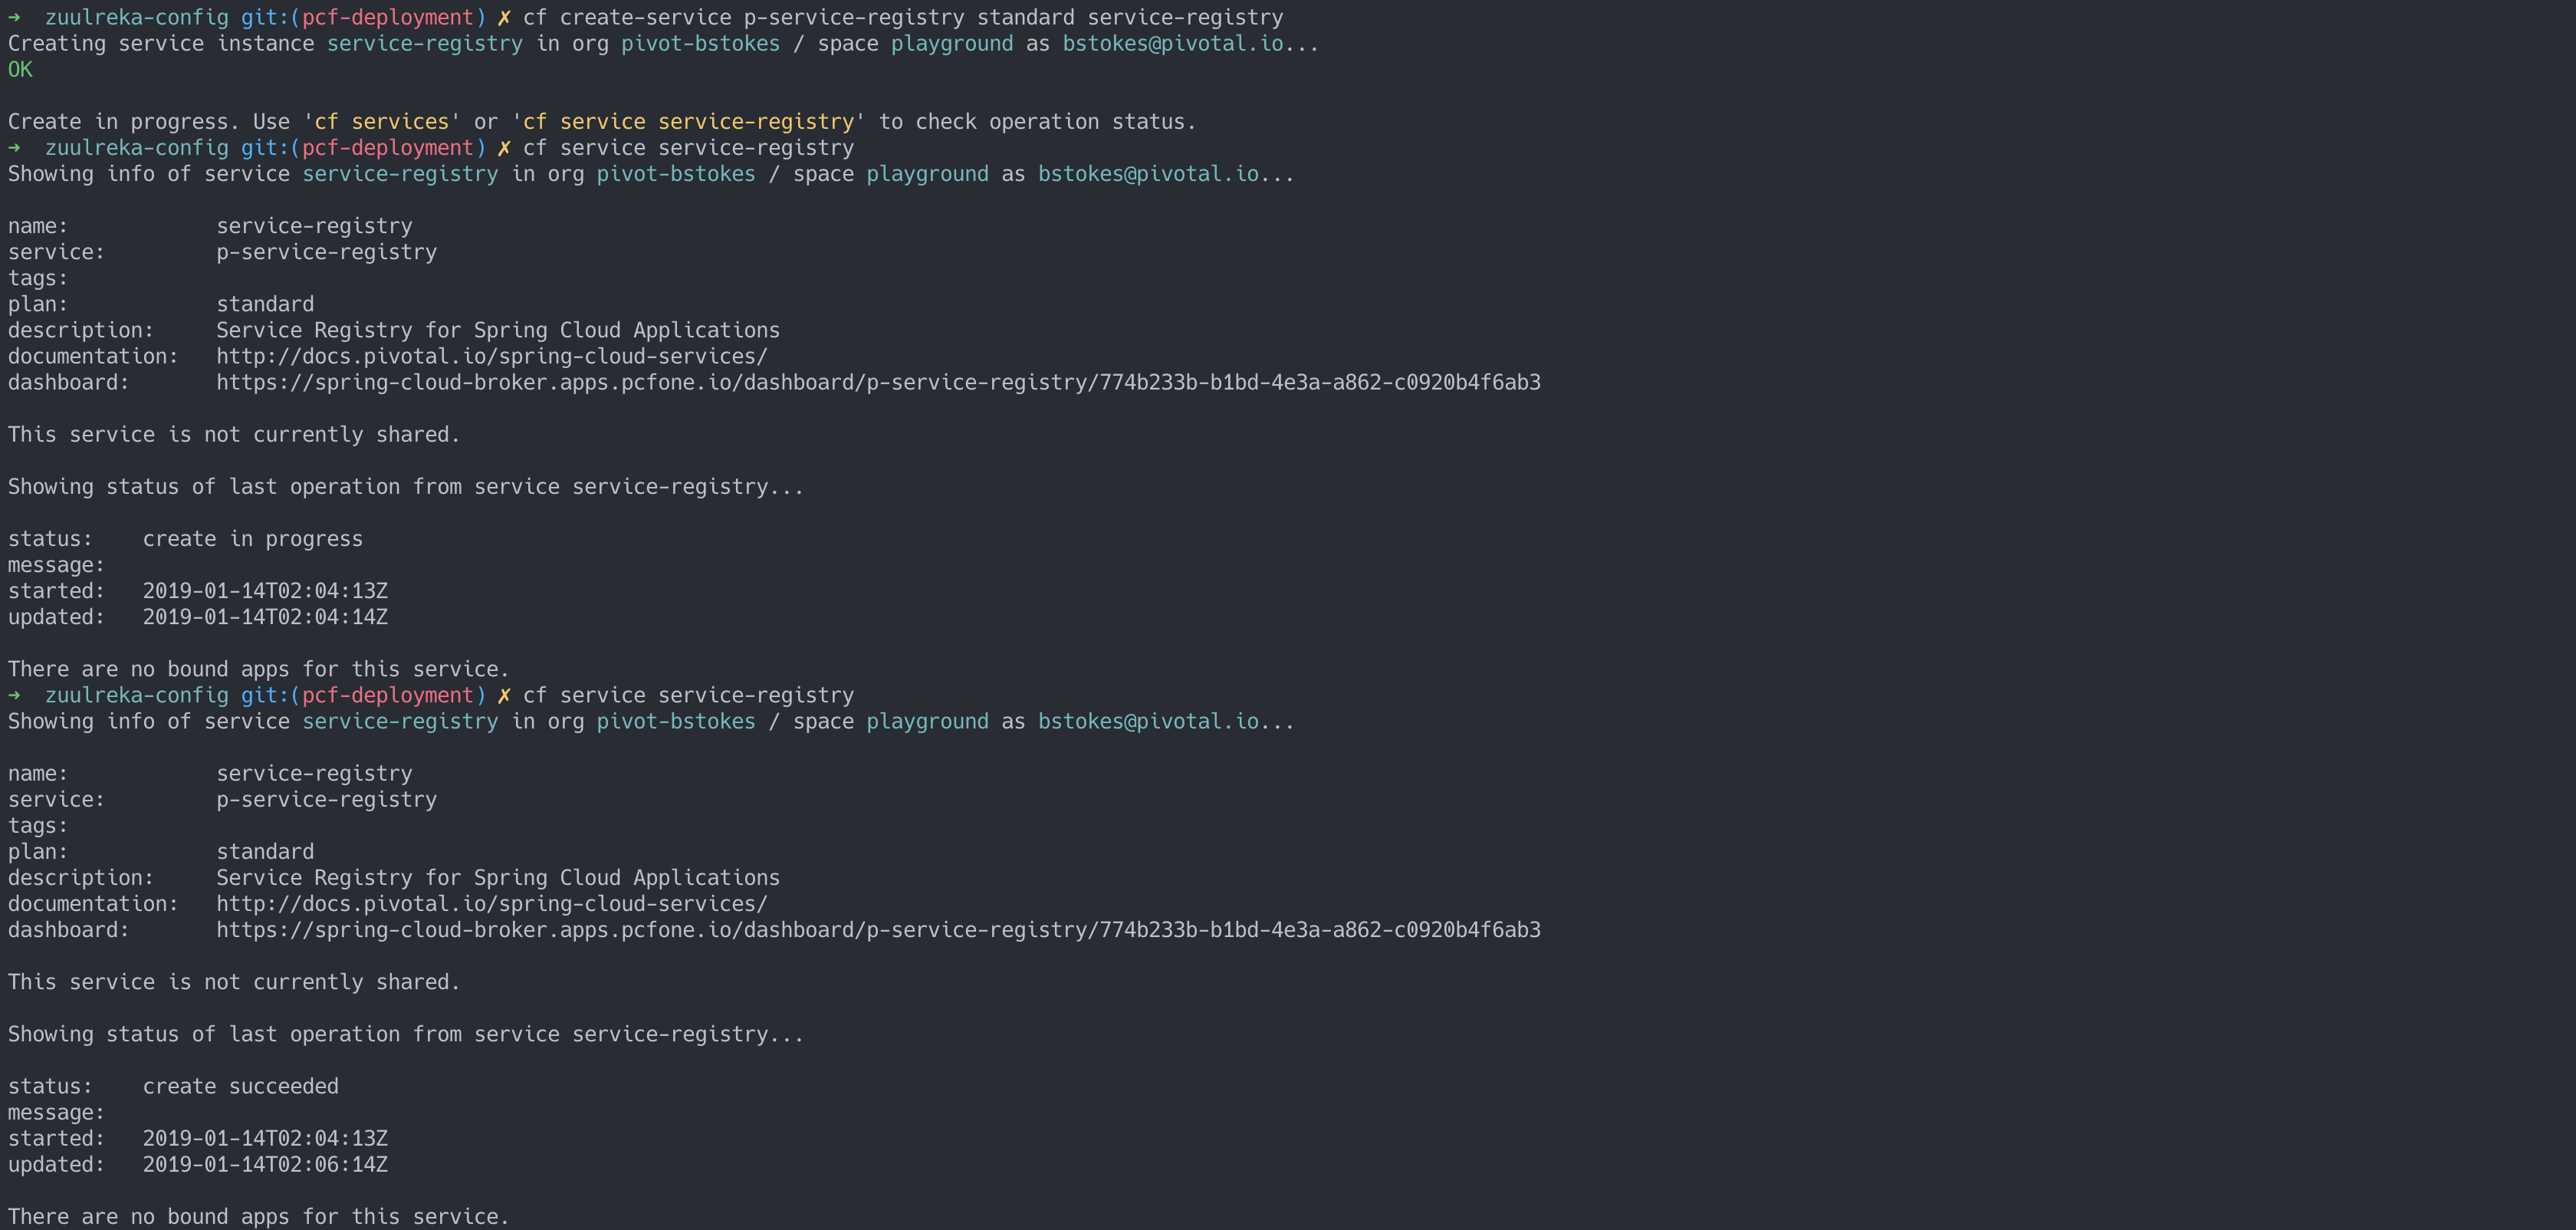 ➜  zuulreka-config git:(pcf-deployment) ✗ cf create-service p-service-registry standard service-registry
Creating service instance service-registry in org pivot-bstokes / space playground as bstokes@pivotal.io...
OK

Create in progress. Use 'cf services' or 'cf service service-registry' to check operation status.
➜  zuulreka-config git:(pcf-deployment) ✗ cf service service-registry
Showing info of service service-registry in org pivot-bstokes / space playground as bstokes@pivotal.io...

name:            service-registry
service:         p-service-registry
tags:
plan:            standard
description:     Service Registry for Spring Cloud Applications
documentation:   http://docs.pivotal.io/spring-cloud-services/
dashboard:       https://spring-cloud-broker.apps.pcfone.io/dashboard/p-service-registry/774b233b-b1bd-4e3a-a862-c0920b4f6ab3

This service is not currently shared.

Showing status of last operation from service service-registry...

status:    create in progress
message:
started:   2019-01-14T02:04:13Z
updated:   2019-01-14T02:04:14Z

There are no bound apps for this service.
➜  zuulreka-config git:(pcf-deployment) ✗ cf service service-registry
Showing info of service service-registry in org pivot-bstokes / space playground as bstokes@pivotal.io...

name:            service-registry
service:         p-service-registry
tags:
plan:            standard
description:     Service Registry for Spring Cloud Applications
documentation:   http://docs.pivotal.io/spring-cloud-services/
dashboard:       https://spring-cloud-broker.apps.pcfone.io/dashboard/p-service-registry/774b233b-b1bd-4e3a-a862-c0920b4f6ab3

This service is not currently shared.

Showing status of last operation from service service-registry...

status:    create succeeded
message:
started:   2019-01-14T02:04:13Z
updated:   2019-01-14T02:06:14Z

There are no bound apps for this service.